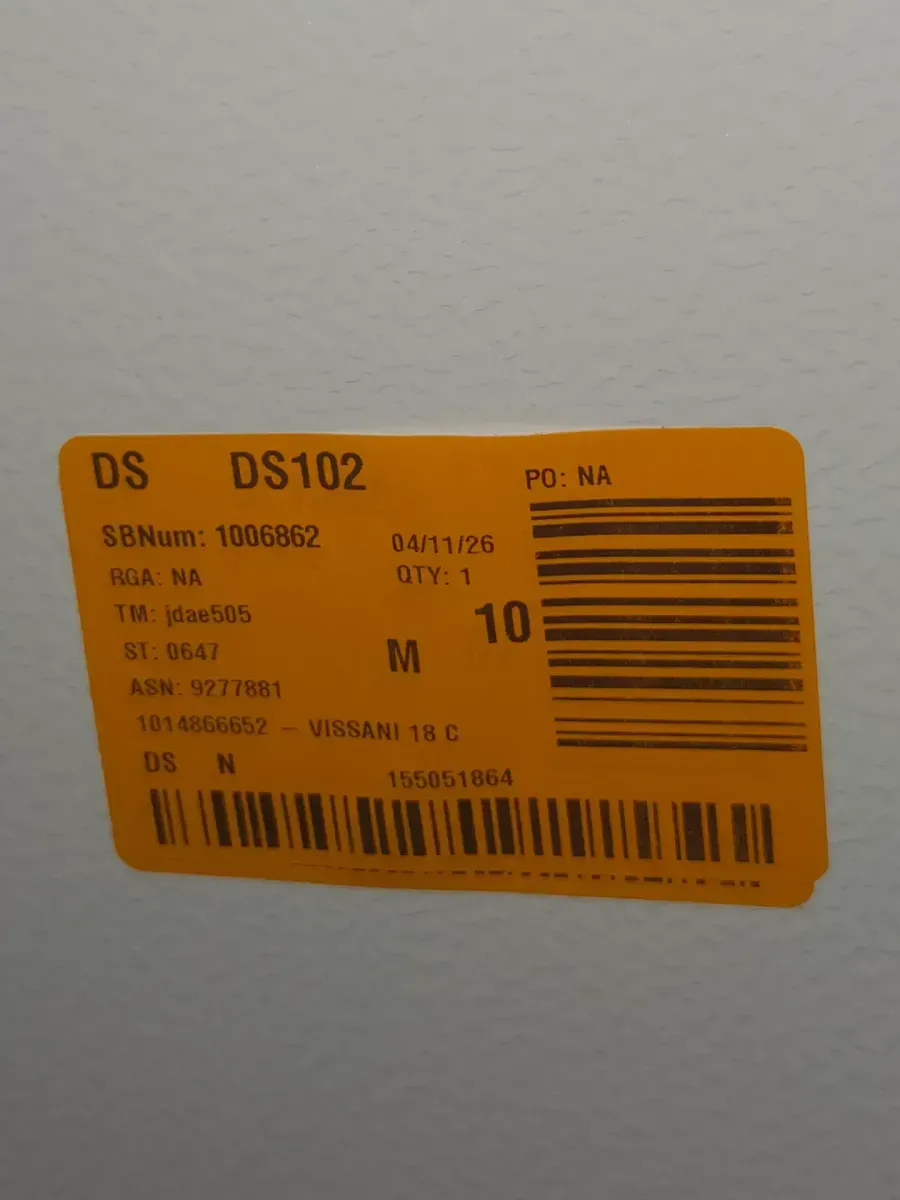 DS DS102
PO: NA
SBNum: 1006862 04/11/26
RGA: NA QTY: 1
TM: jdae505 10
ST: 0647 M
ASN: 9277881
1014866652 – VISSANI 18 C
DS N 155051864